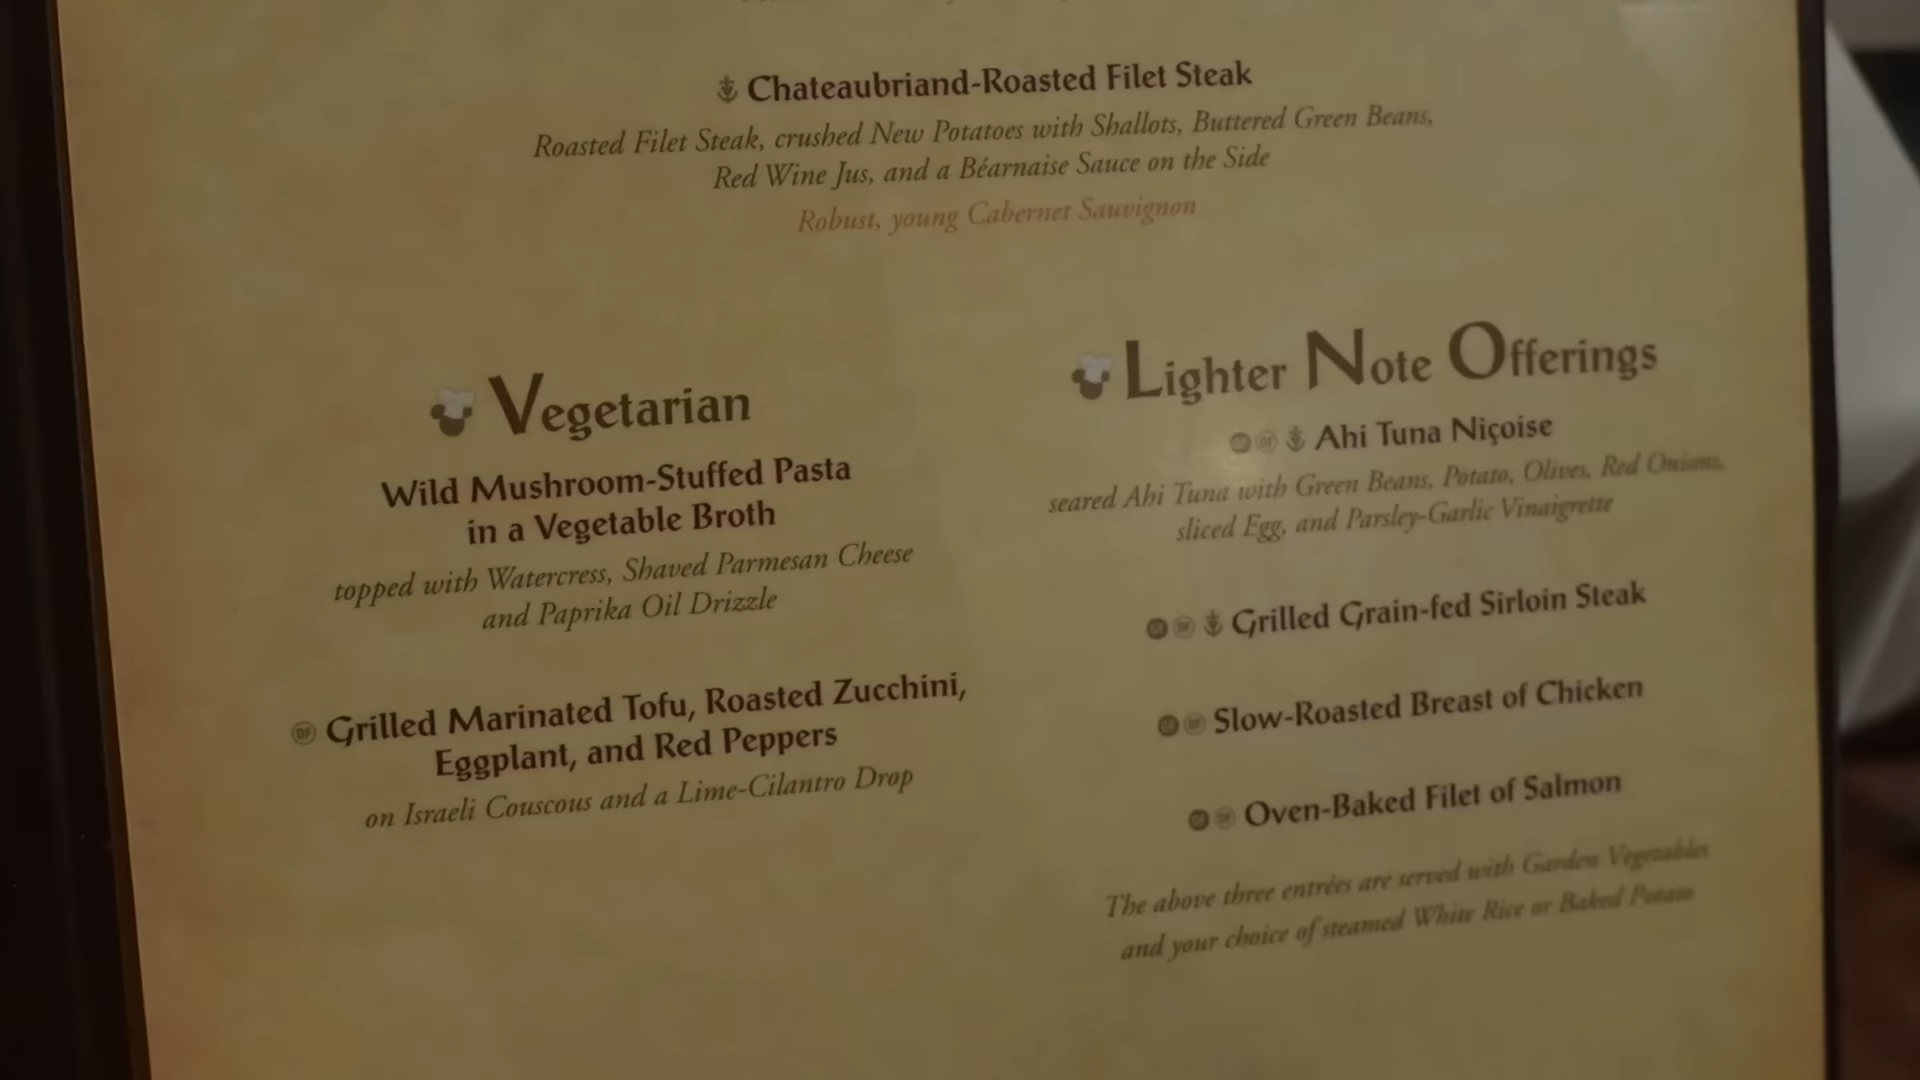 Chateaubriand-Roasted Filet Steak
Roasted Filet Steak, crushed New Potatoes with Shallots, Buttered Green Beans,
Red Wine Jus, and a Béarnaise Sauce on the Side
Robust, young Cabernet Sauvignon
Vegetarian
Wild Mushroom-Stuffed Pasta
in a Vegetable Broth
topped with Watercress, Shaved Parmesan Cheese
and Paprika Oil Drizzle
DF Grilled Marinated Tofu, Roasted Zucchini,
Eggplant, and Red Peppers
on Israeli Couscous and a Lime-Cilantro Drop
Lighter Note Offerings
Ahi Tuna Niçoise
seared Ahi Tuna with Green Beans, Potato, Olives, Red Onions,
sliced Egg, and Parsley-Garlic Vinaigrette
Grilled Grain-fed Sirloin Steak
Slow-Roasted Breast of Chicken
Oven-Baked Filet of Salmon
The above three entrées are served with Garden Vegetables
and your choice of steamed White Rice or Baked Potato